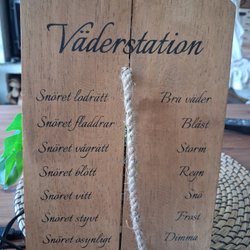 Väderstation
Snöret lodrätt Bra väder
Snöret fladdrar Blåst
Snöret vågrätt Storm
Snöret blött Regn
Snöret vitt Snö
Snöret styvt Frost
Snöret osynligt Dimma